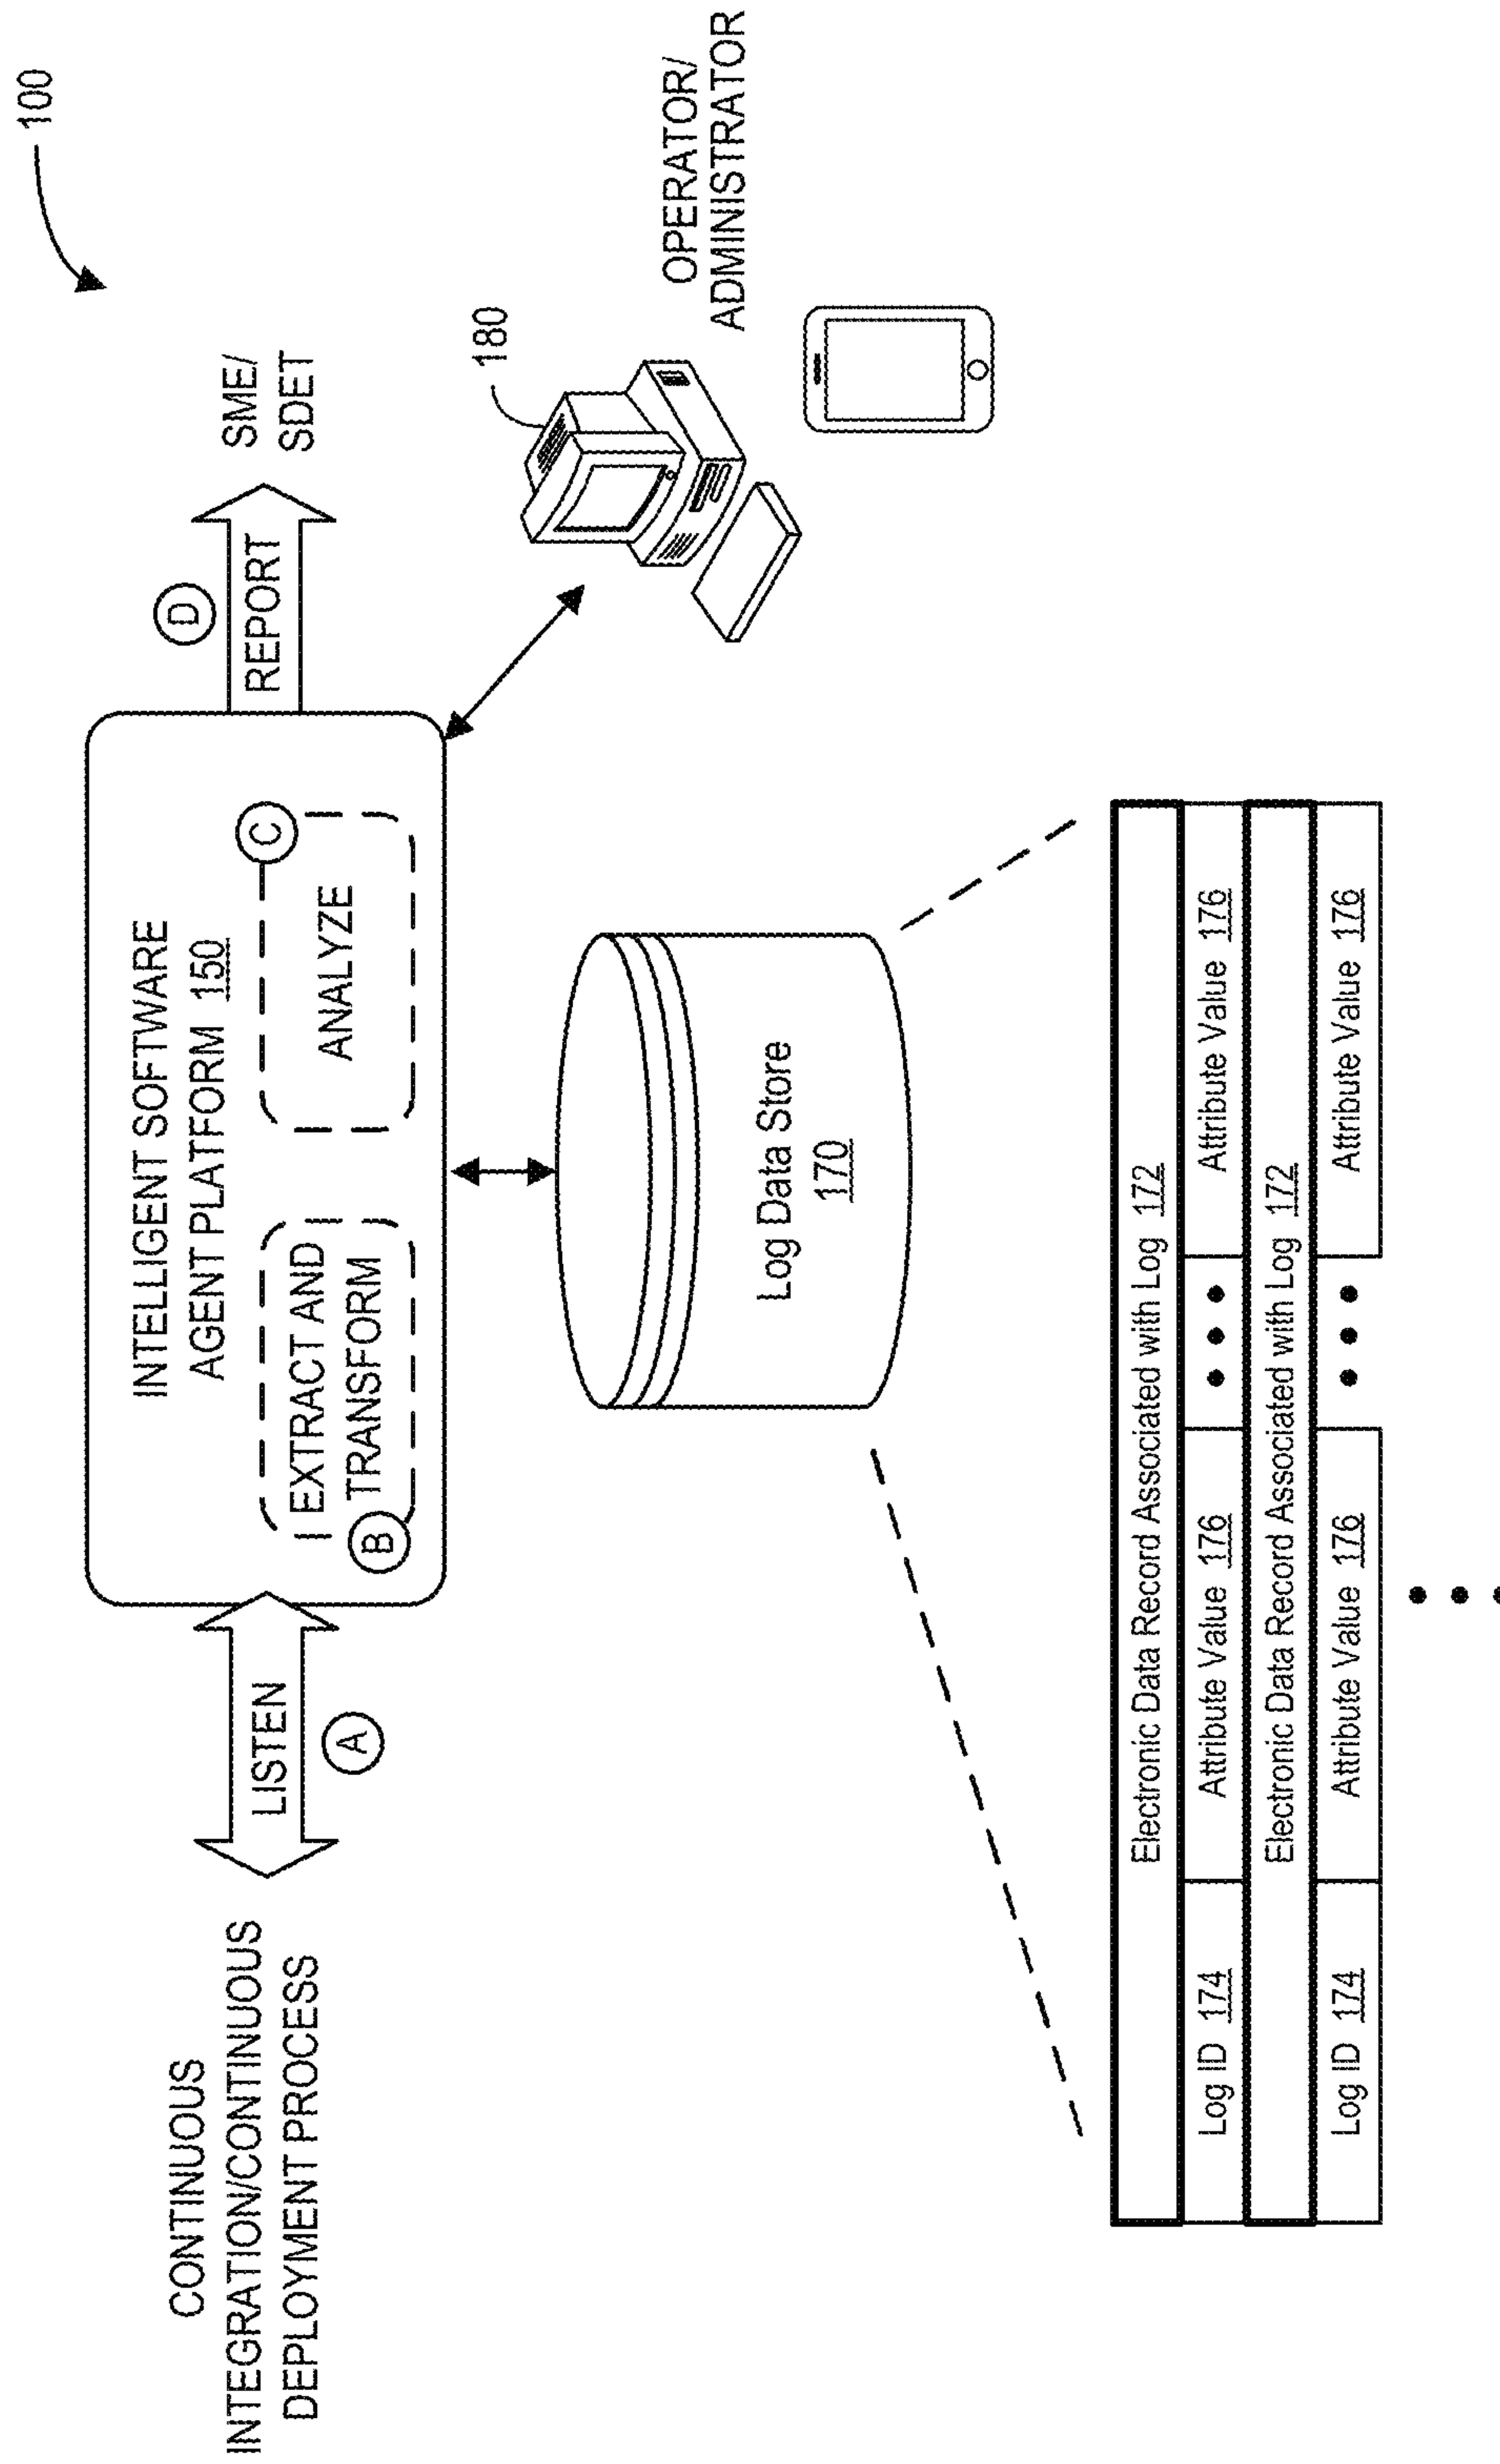 100
CONTINUOUS
INTEGRATION/CONTINUOUS
DEPLOYMENT PROCESS
LISTEN
A
INTELLIGENT SOFTWARE
AGENT PLATFORM 150
EXTRACT AND
TRANSFORM
B
ANALYZE
C
D
REPORT
SME/
SDET
180
OPERATOR/
ADMINISTRATOR
Log Data Store
170
Electronic Data Record Associated with Log 172
Log ID 174 Attribute Value 176 Attribute Value 176
Electronic Data Record Associated with Log 172
Log ID 174 Attribute Value 176 Attribute Value 176